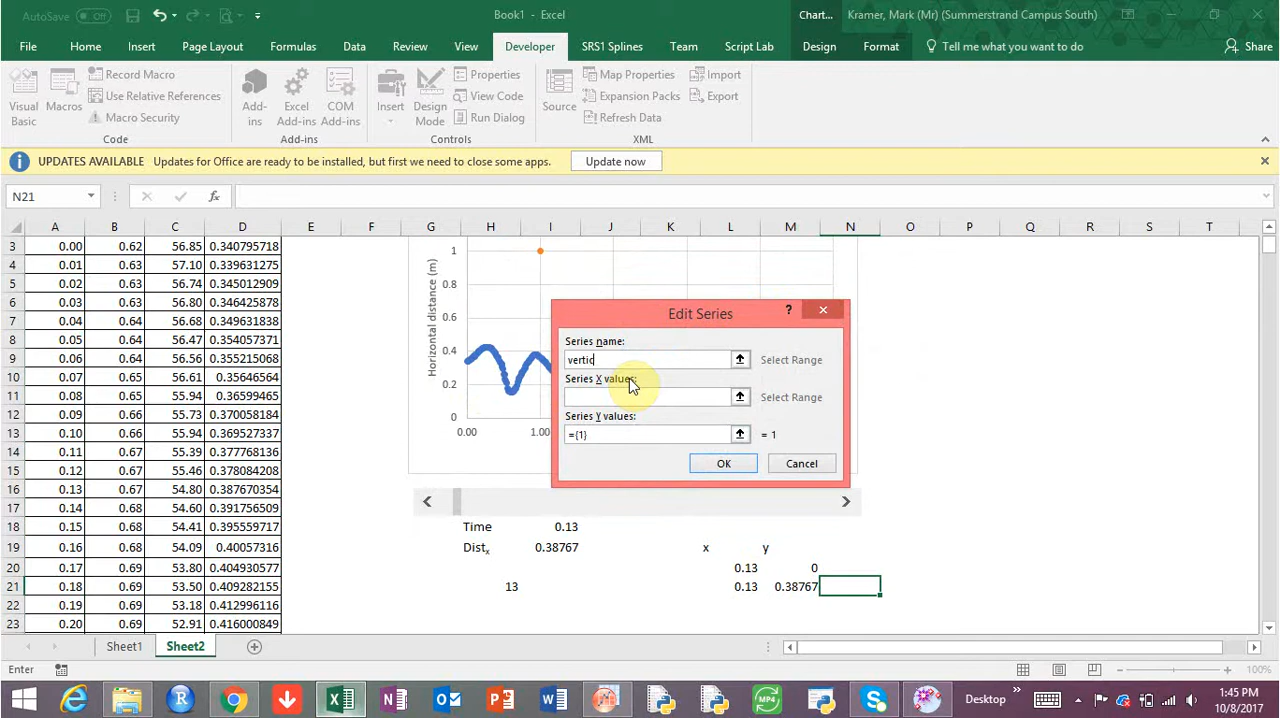 AutoSave Off Book1 - Excel Chart... Kramer, Mark (Mr) (Summerstrand Campus South)
File Home Insert Page Layout Formulas Data Review View Developer SRS1 Splines Team Script Lab Design Format Tell me what you want to do Share
Visual Basic Macros Record Macro Use Relative References Macro Security
Add-ins Excel Add-ins COM Add-ins
Insert Design Mode Properties View Code Run Dialog
Source Map Properties Expansion Packs Refresh Data Import Export
Code Add-ins Controls XML
UPDATES AVAILABLE Updates for Office are ready to be installed, but first we need to close some apps. Update now
N21 fx
A B C D E F G H I J K L M N O P Q R S T
3 0.00 0.62 56.85 0.340795718
4 0.01 0.63 57.10 0.339631275
5 0.02 0.63 56.74 0.345012909
6 0.03 0.63 56.80 0.346425878
7 0.04 0.64 56.68 0.349631838
8 0.05 0.64 56.47 0.354057371
9 0.06 0.64 56.56 0.355215068
10 0.07 0.65 56.61 0.35646564
11 0.08 0.65 56.43 0.36599495
12 0.09 0.66 55.73 0.370058184
13 0.10 0.66 55.94 0.369527337
14 0.11 0.67 55.39 0.377768136
15 0.12 0.67 55.46 0.378084208
16 0.13 0.67 54.80 0.387670354
17 0.14 0.68 54.60 0.391756509
18 0.15 0.68 54.41 0.395559717
19 0.16 0.68 54.09 0.40057316
20 0.17 0.69 53.80 0.404930577
21 0.18 0.69 53.50 0.409282155
22 0.19 0.69 53.18 0.412996116
23 0.20 0.69 52.91 0.416000849
Horizontal distance (m)
1
0.8
0.6
0.4
0.2
0
0.00 1.00
Edit Series ?
Series name:
vertic Select Range
Series X values:
Select Range
Series Y values:
={1} = 1
OK Cancel
Time 0.13
Distx 0.38767 x y
0.13 0
13 0.13 0.38767
Sheet1 Sheet2
Enter 100%
Desktop 1:45 PM
10/8/2017